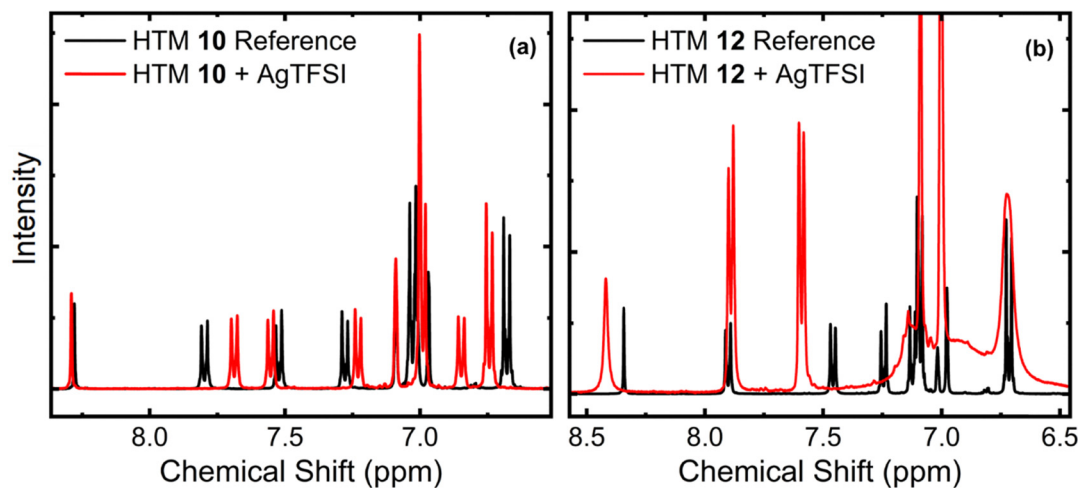 HTM 10 Reference
HTM 10 + AgTFSI
(a)
Intensity
8.0 7.5 7.0
Chemical Shift (ppm)
HTM 12 Reference
HTM 12 + AgTFSI
(b)
8.5 8.0 7.5 7.0 6.5
Chemical Shift (ppm)